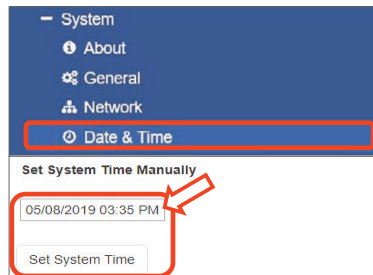 − System
About
General
Network
Date & Time
Set System Time Manually
05/08/2019 03:35 PM
Set System Time